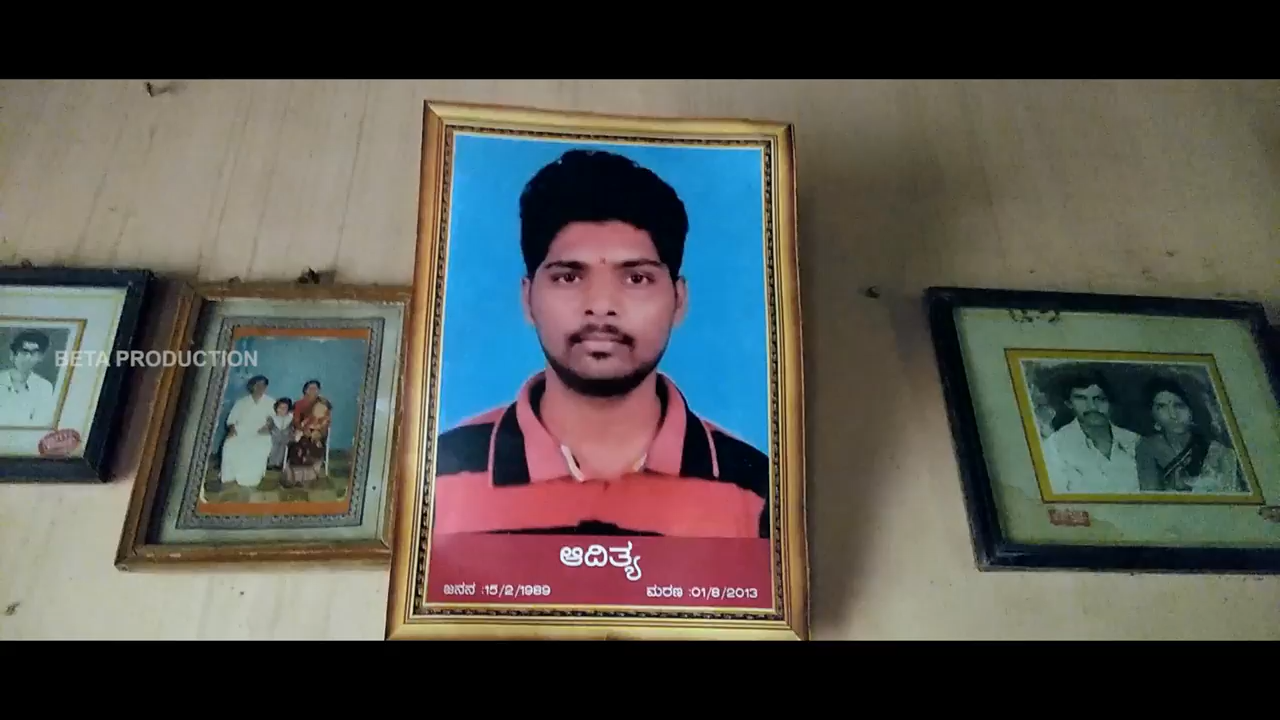 BETA PRODUCTION
ಆದಿತ್ಯ
ಜನನ :15/2/1989
ಮರಣ :01/8/2013